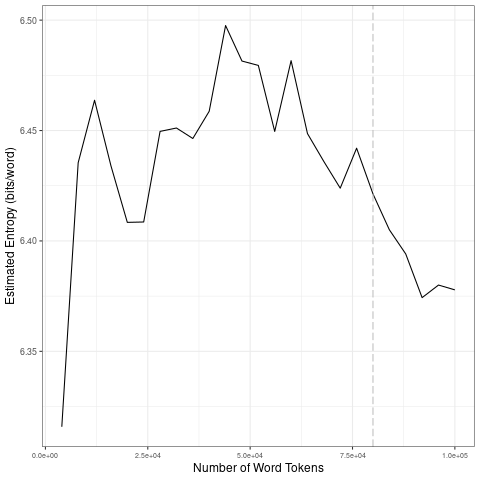 6.50
6.45
6.40
6.35
Estimated Entropy (bits/word)
0.0e+00 2.5e+04 5.0e+04 7.5e+04 1.0e+05
Number of Word Tokens